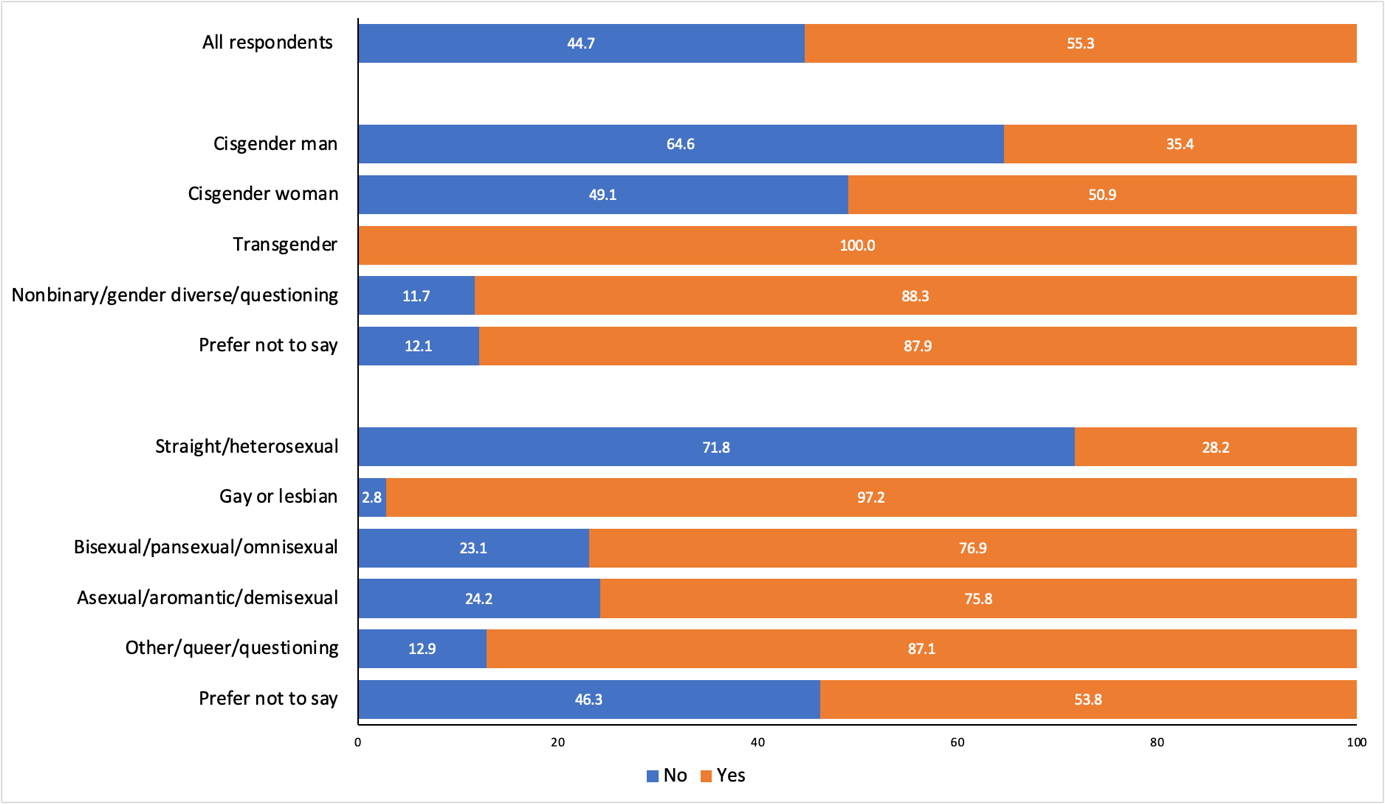 All respondents 44.7 55.3
Cisgender man 64.6 35.4
Cisgender woman 49.1 50.9
Transgender 100.0
Nonbinary/gender diverse/questioning 11.7 88.3
Prefer not to say 12.1 87.9
Straight/heterosexual 71.8 28.2
Gay or lesbian 2.8 97.2
Bisexual/pansexual/omnisexual 23.1 76.9
Asexual/aromantic/demisexual 24.2 75.8
Other/queer/questioning 12.9 87.1
Prefer not to say 46.3 53.8
0 20 40 60 80 100
No Yes